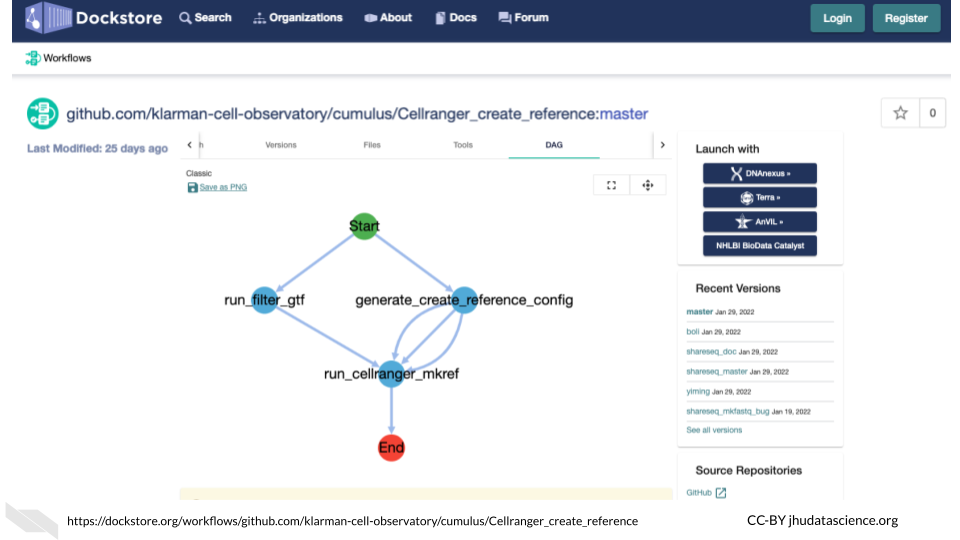 Dockstore Search Organizations About Docs Forum Login Register
Workflows
github.com/klarman-cell-observatory/cumulus/Cellranger_create_reference:master
0
Last Modified: 25 days ago
h Versions Files Tools DAG
Classic
Save as PNG
Start
run_filter_gtf
generate_create_reference_config
run_cellranger_mkref
End
Launch with
DNAnexus »
Terra »
AnVIL »
NHLBI BioData Catalyst
Recent Versions
master Jan 29, 2022
boli Jan 29, 2022
shareseq_doc Jan 29, 2022
shareseq_master Jan 29, 2022
yiming Jan 29, 2022
shareseq_mkfastq_bug Jan 19, 2022
See all versions
Source Repositories
GitHub
https://dockstore.org/workflows/github.com/klarman-cell-observatory/cumulus/Cellranger_create_reference
CC-BY jhudatascience.org